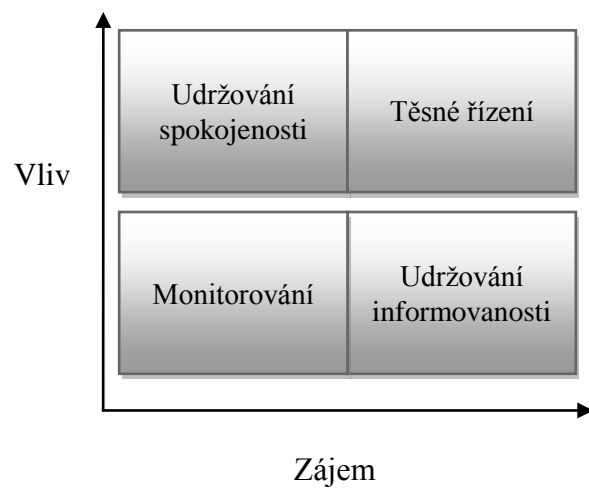 Udržování
spokojenosti
Těsné řízení
Vliv
Monitorování
Udržování
informovanosti
Zájem